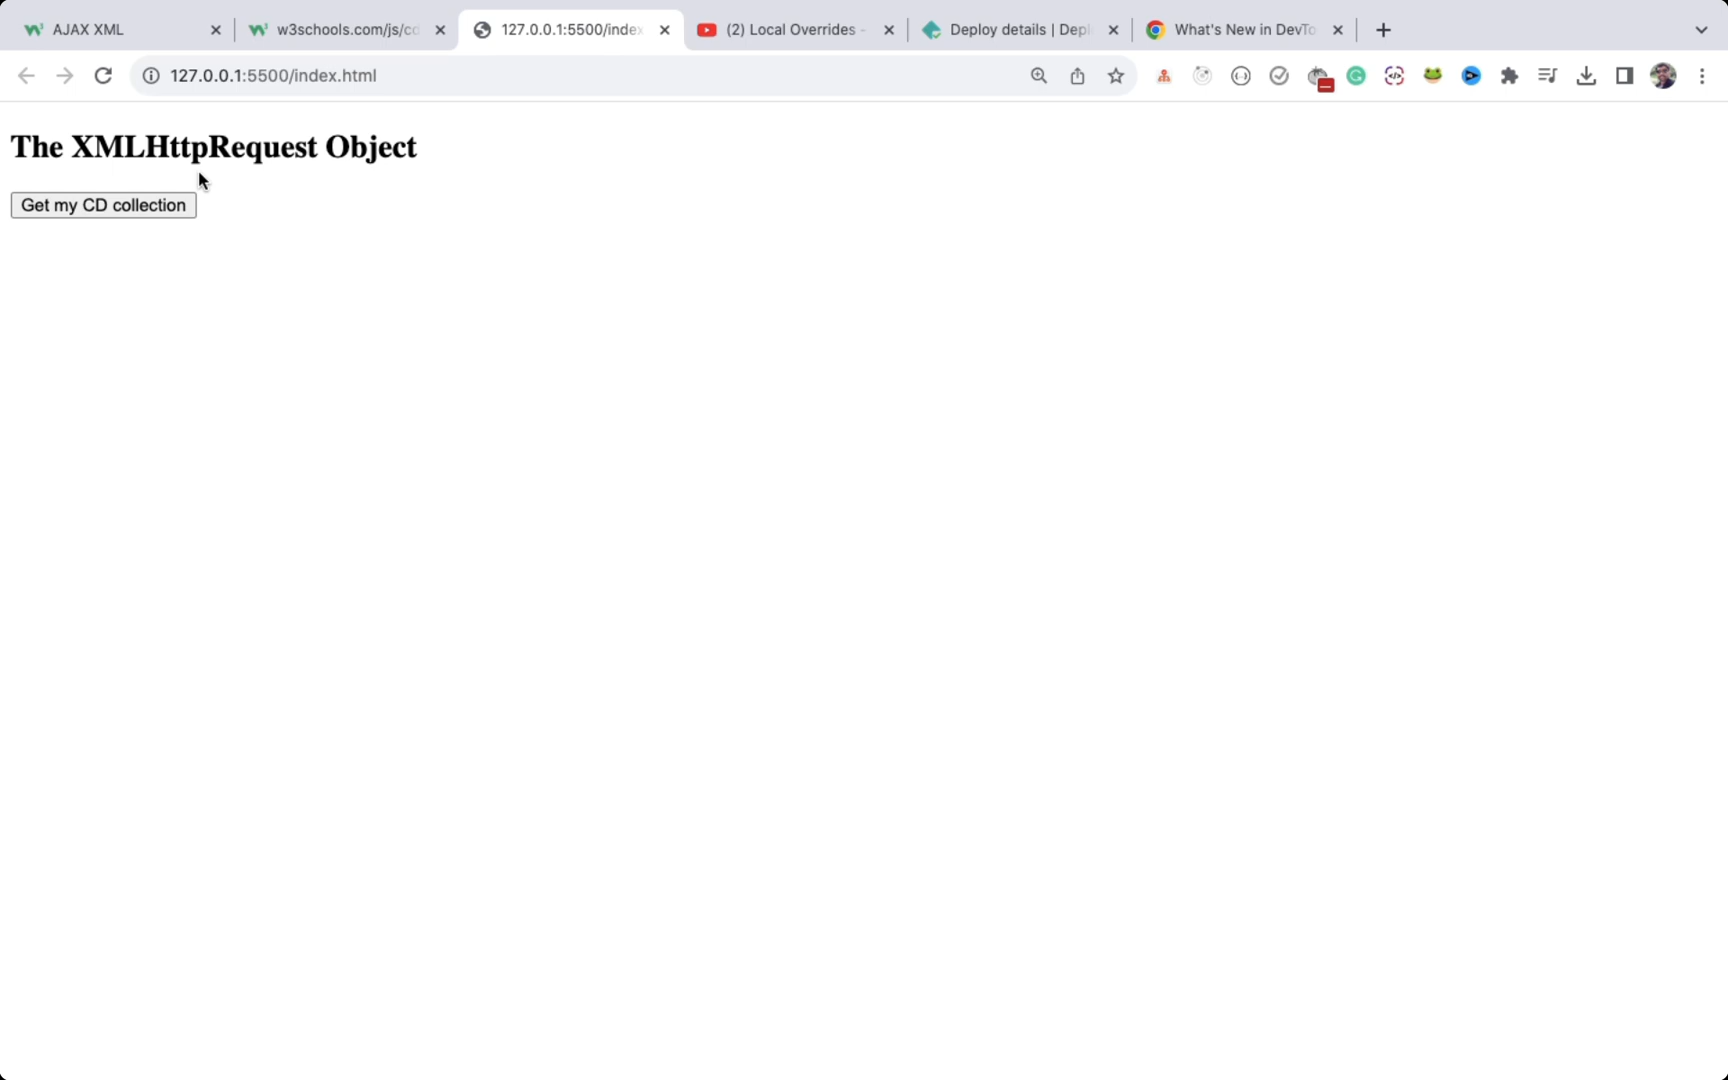 AJAX XML
w3schools.com/js/cd
127.0.0.1:5500/index
(2) Local Overrides -
Deploy details | Depl
What's New in DevTo
127.0.0.1:5500/index.html
The XMLHttpRequest Object
Get my CD collection